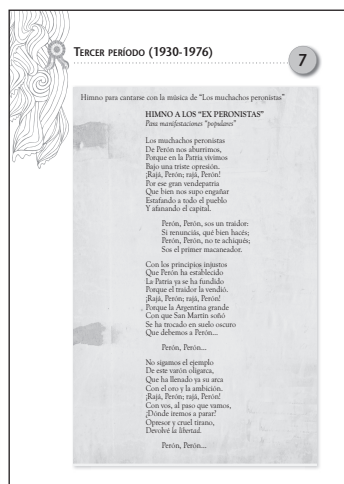 TERCER PERÍODO (1930-1976)
7
Himno para cantarse con la música de "Los muchachos peronistas"
HIMNO A LOS "EX PERONISTAS"
Para manifestaciones "populares"
Los muchachos peronistas
De Perón nos aburrimos,
Porque en la Patria vivimos
Bajo una triste opresión.
¡Rajá, Perón; rajá, Perón!
Por ese gran vendepatria
Que bien nos supo engañar
Estafando a todo el pueblo
Y afanando el capital.
Perón, Perón, sos un traidor:
Si renunciás, qué bien hacés;
Perón, Perón, no te achiqués;
Sos el primer macaneador.
Con los principios injustos
Que Perón ha establecido
La Patria ya se ha fundido
Porque el traidor la vendió.
¡Rajá, Perón; rajá, Perón!
Porque la Argentina grande
Con que San Martín soñó
Se ha trocado en suelo oscuro
Que debemos a Perón...
Perón, Perón...
No sigamos el ejemplo
De este varón oligarca,
Que ha llenado ya su arca
Con el oro y la ambición.
¡Rajá, Perón; rajá, Perón!
Con vos, al paso que vamos,
¿Dónde iremos a parar?
Opresor y cruel tirano,
Devolvé la libertad.
Perón, Perón...